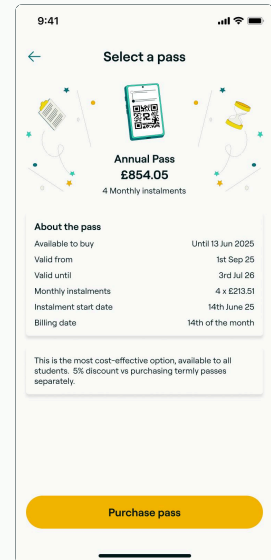 9:41
Select a pass
Annual Pass
£854.05
4 Monthly instalments
About the pass
Available to buy Until 13 Jun 2025
Valid from 1st Sep 25
Valid until 3rd Jul 26
Monthly instalments 4 x £213.51
Instalment start date 14th June 25
Billing date 14th of the month
This is the most cost-effective option, available to all
students. 5% discount vs purchasing termly passes
separately.
Purchase pass